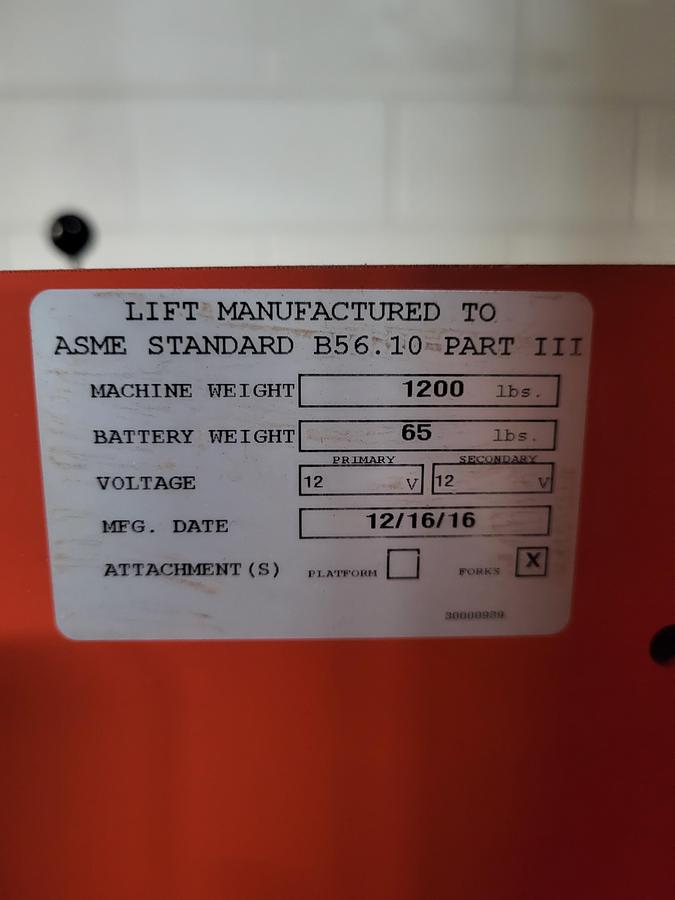 LIFT MANUFACTURED TO
ASME STANDARD B56.10 PART III
MACHINE WEIGHT 1200 lbs.
BATTERY WEIGHT 65 lbs.
PRIMARY SECONDARY
VOLTAGE 12 V 12 V
MFG. DATE 12/16/16
ATTACHMENT(S) PLATFORM FORKS X
30000939